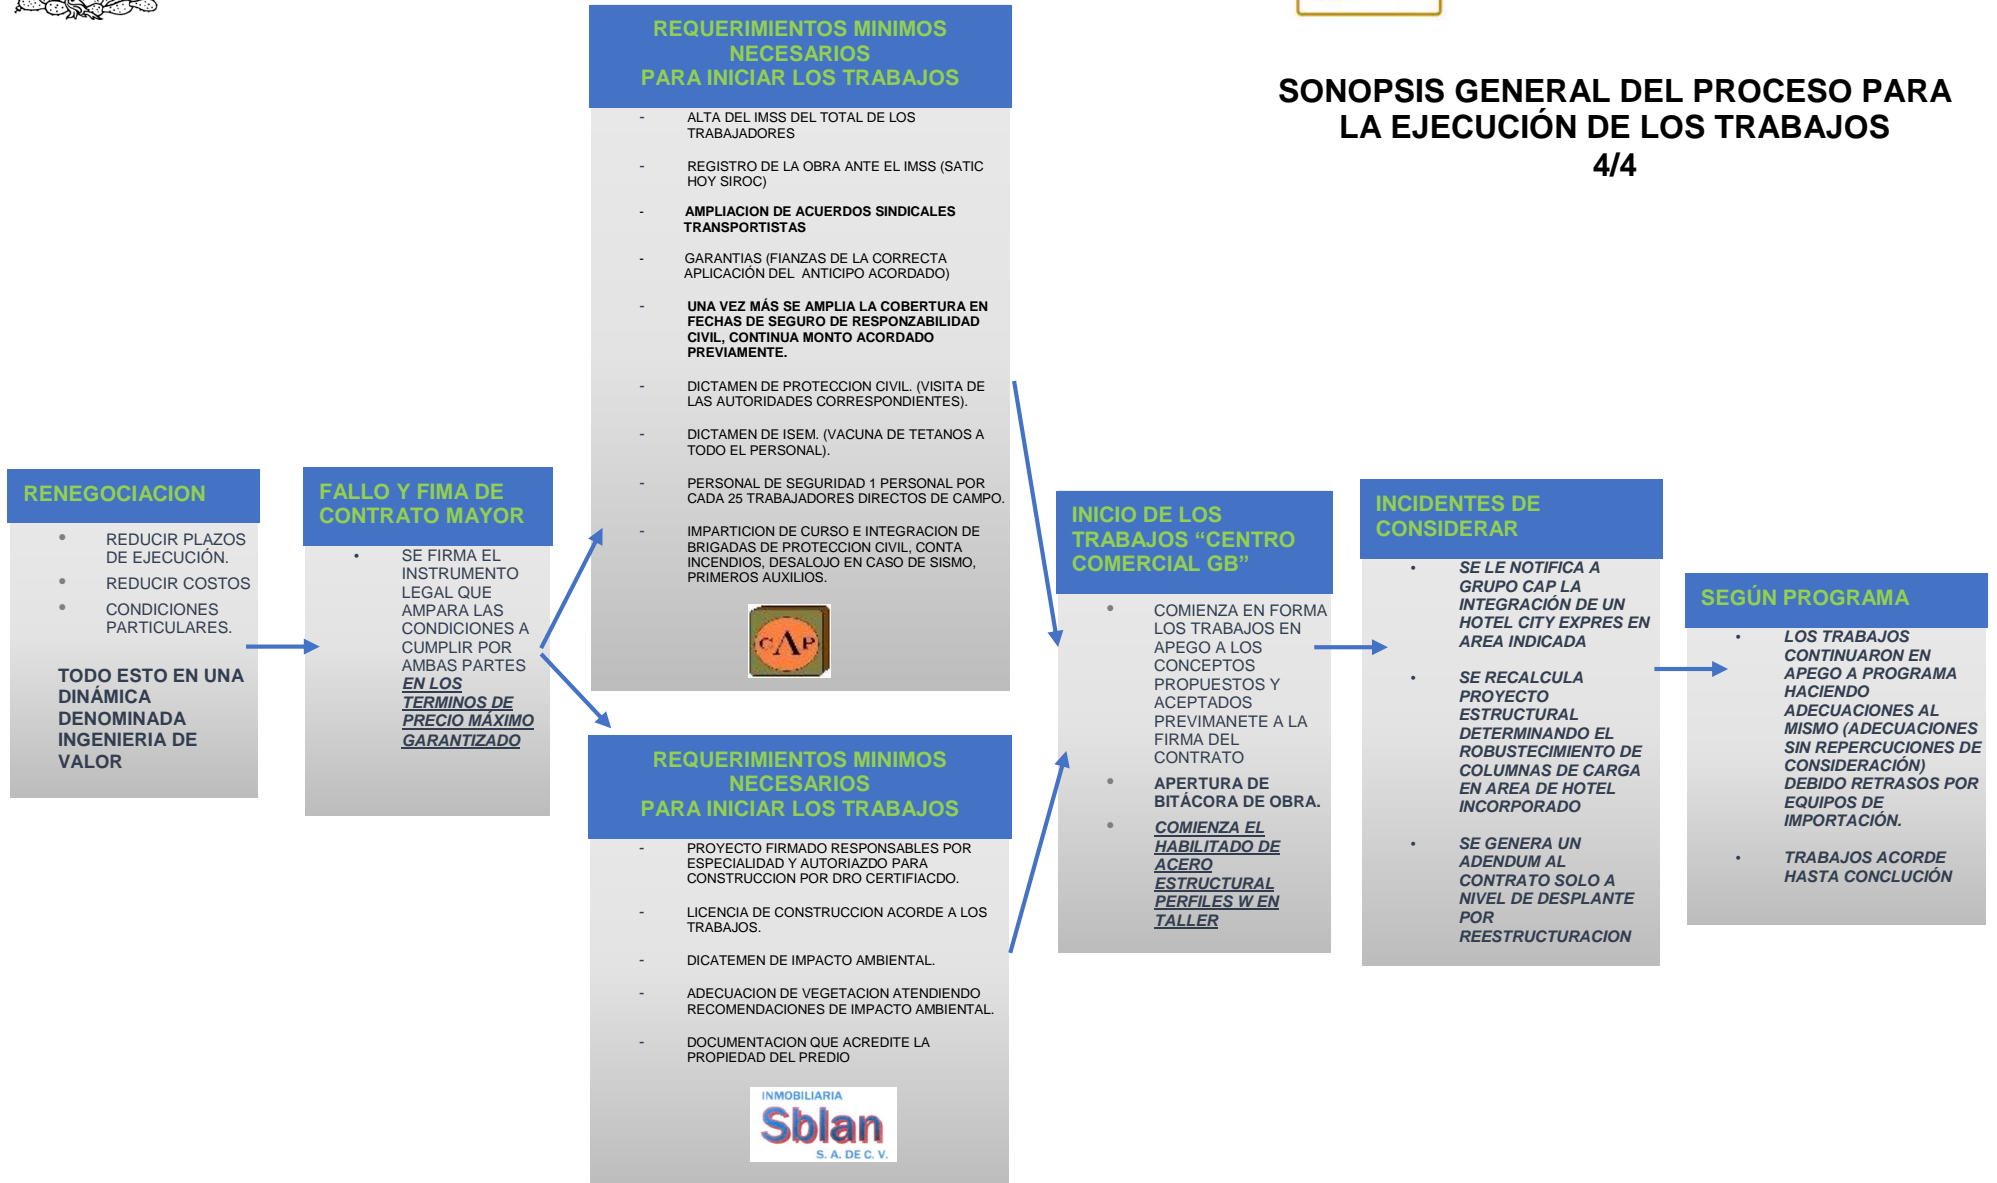 SONOPSIS GENERAL DEL PROCESO PARA
LA EJECUCIÓN DE LOS TRABAJOS
4/4
RENEGOCIACION
REDUCIR PLAZOS
DE EJECUCIÓN.
REDUCIR COSTOS
CONDICIONES
PARTICULARES.
TODO ESTO EN UNA
DINÁMICA
DENOMINADA
INGENIERIA DE
VALOR
FALLO Y FIMA DE
CONTRATO MAYOR
SE FIRMA EL
INSTRUMENTO
LEGAL QUE
AMPARA LAS
CONDICIONES A
CUMPLIR POR
AMBAS PARTES
EN LOS
TERMINOS DE
PRECIO MÁXIMO
GARANTIZADO
REQUERIMIENTOS MINIMOS
NECESARIOS
PARA INICIAR LOS TRABAJOS
- ALTA DEL IMSS DEL TOTAL DE LOS
TRABAJADORES
- REGISTRO DE LA OBRA ANTE EL IMSS (SATIC
HOY SIROC)
- AMPLIACION DE ACUERDOS SINDICALES
TRANSPORTISTAS
- GARANTIAS (FIANZAS DE LA CORRECTA
APLICACIÓN DEL ANTICIPO ACORDADO)
- UNA VEZ MÁS SE AMPLIA LA COBERTURA EN
FECHAS DE SEGURO DE RESPONZABILIDAD
CIVIL, CONTINUA MONTO ACORDADO
PREVIAMENTE.
- DICTAMEN DE PROTECCION CIVIL. (VISITA DE
LAS AUTORIDADES CORRESPONDIENTES).
- DICTAMEN DE ISEM. (VACUNA DE TETANOS A
TODO EL PERSONAL).
- PERSONAL DE SEGURIDAD 1 PERSONAL POR
CADA 25 TRABAJADORES DIRECTOS DE CAMPO.
- IMPARTICION DE CURSO E INTEGRACION DE
BRIGADAS DE PROTECCION CIVIL, CONTA
INCENDIOS, DESALOJO EN CASO DE SISMO,
PRIMEROS AUXILIOS.
CAP
REQUERIMIENTOS MINIMOS
NECESARIOS
PARA INICIAR LOS TRABAJOS
- PROYECTO FIRMADO RESPONSABLES POR
ESPECIALIDAD Y AUTORIAZDO PARA
CONSTRUCCION POR DRO CERTIFIACDO.
- LICENCIA DE CONSTRUCCION ACORDE A LOS
TRABAJOS.
- DICATEMEN DE IMPACTO AMBIENTAL.
- ADECUACION DE VEGETACION ATENDIENDO
RECOMENDACIONES DE IMPACTO AMBIENTAL.
- DOCUMENTACION QUE ACREDITE LA
PROPIEDAD DEL PREDIO
INMOBILIARIA
Sblan
S. A. DE C. V.
INICIO DE LOS
TRABAJOS “CENTRO
COMERCIAL GB”
COMIENZA EN FORMA
LOS TRABAJOS EN
APEGO A LOS
CONCEPTOS
PROPUESTOS Y
ACEPTADOS
PREVIMANETE A LA
FIRMA DEL
CONTRATO
APERTURA DE
BITÁCORA DE OBRA.
COMIENZA EL
HABILITADO DE
ACERO
ESTRUCTURAL
PERFILES W EN
TALLER
INCIDENTES DE
CONSIDERAR
SE LE NOTIFICA A
GRUPO CAP LA
INTEGRACIÓN DE UN
HOTEL CITY EXPRES EN
AREA INDICADA
SE RECALCULA
PROYECTO
ESTRUCTURAL
DETERMINANDO EL
ROBUSTECIMIENTO DE
COLUMNAS DE CARGA
EN AREA DE HOTEL
INCORPORADO
SE GENERA UN
ADENDUM AL
CONTRATO SOLO A
NIVEL DE DESPLANTE
POR
REESTRUCTURACION
SEGÚN PROGRAMA
LOS TRABAJOS
CONTINUARON EN
APEGO A PROGRAMA
HACIENDO
ADECUACIONES AL
MISMO (ADECUACIONES
SIN REPERCUCIONES DE
CONSIDERACIÓN)
DEBIDO RETRASOS POR
EQUIPOS DE
IMPORTACIÓN.
TRABAJOS ACORDE
HASTA CONCLUCIÓN